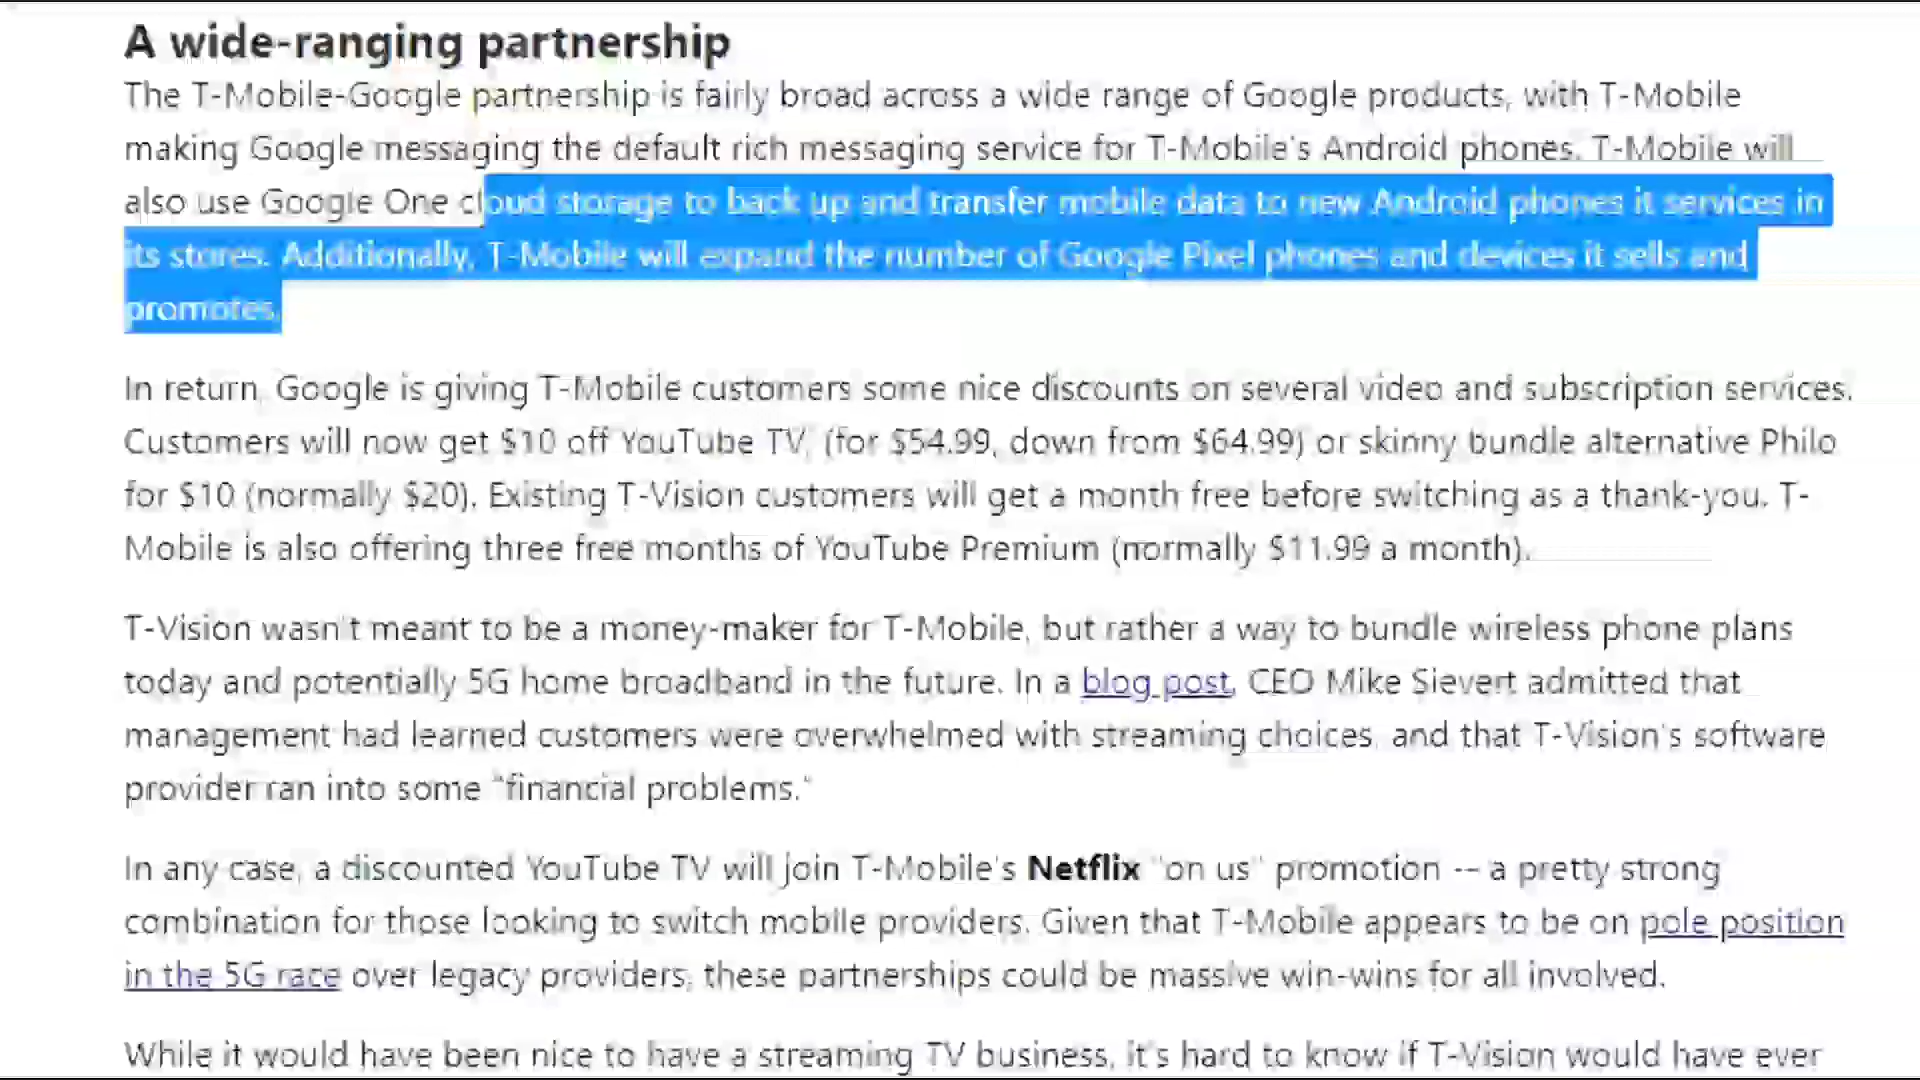 A wide-ranging partnership
The T-Mobile-Google partnership is fairly broad across a wide range of Google products, with T-Mobile
making Google messaging the default rich messaging service for T-Mobile's Android phones. T-Mobile will
also use Google One cloud storage to back up and transfer mobile data to new Android phones it services in
its stores. Additionally, T-Mobile will expand the number of Google Pixel phones and devices it sells and
promotes.
In return, Google is giving T-Mobile customers some nice discounts on several video and subscription services.
Customers will now get $10 off YouTube TV, (for $54.99, down from $64.99) or skinny bundle alternative Philo
for $10 (normally $20). Existing T-Vision customers will get a month free before switching as a thank-you. T-
Mobile is also offering three free months of YouTube Premium (normally $11.99 a month).
T-Vision wasn't meant to be a money-maker for T-Mobile, but rather a way to bundle wireless phone plans
today and potentially 5G home broadband in the future. In a blog post, CEO Mike Sievert admitted that
management had learned customers were overwhelmed with streaming choices, and that T-Vision's software
provider ran into some "financial problems."
In any case, a discounted YouTube TV will join T-Mobile's Netflix "on us" promotion -- a pretty strong
combination for those looking to switch mobile providers. Given that T-Mobile appears to be on pole position
in the 5G race over legacy providers, these partnerships could be massive win-wins for all involved.
While it would have been nice to have a streaming TV business, it's hard to know if T-Vision would have ever